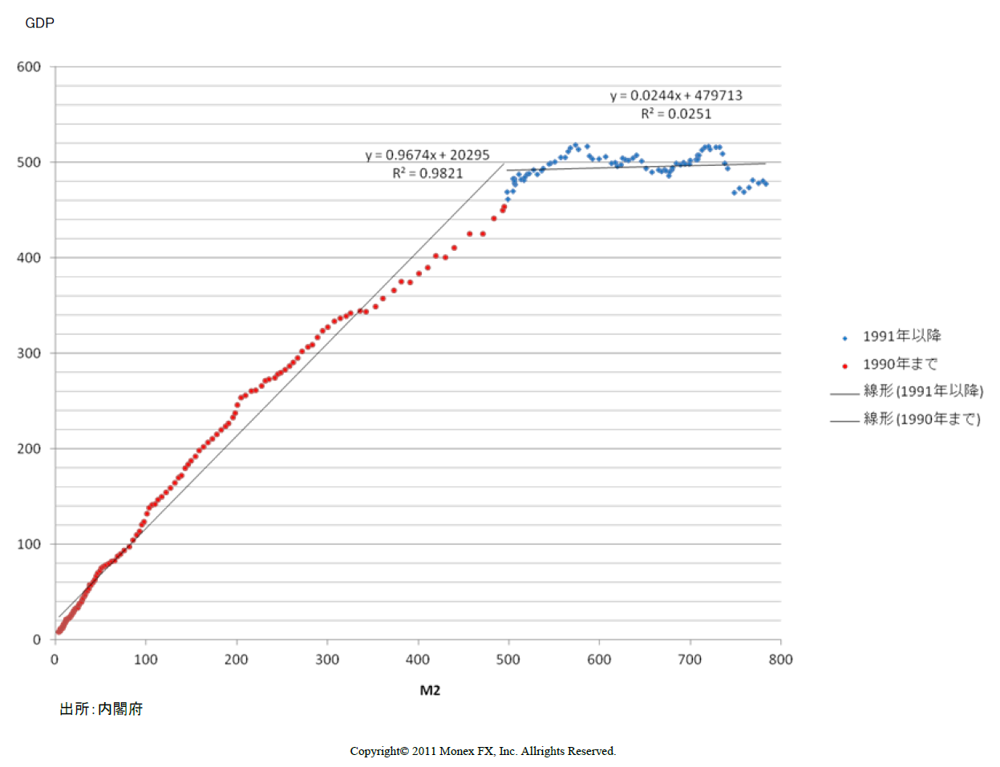 GDP
600
500
400
300
200
100
0
y = 0.0244x + 479713
R² = 0.0251
y = 0.9674x + 20295
R² = 0.9821
1991年以降
1990年まで
線形 (1991年以降)
線形 (1990年まで)
0 100 200 300 400 500 600 700 800
M2
出所：内閣府
Copyright© 2011 Monex FX, Inc. Allrights Reserved.